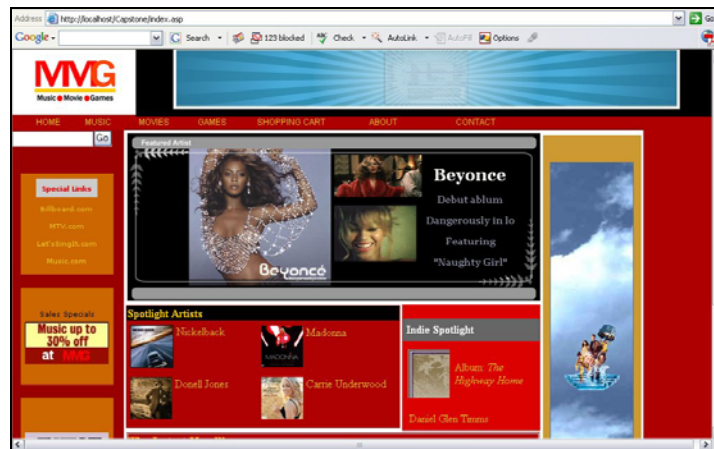 Address http://localhost/Capstone/index.asp Go
Google Search 123 blocked Check AutoLink AutoFill Options
MMG
Music Movie Games
HOME MUSIC MOVIES GAMES SHOPPING CART ABOUT CONTACT
Go
Featured Artist
Beyonce
Debut ablum
Dangerously in lo
Featuring
"Naughty Girl"
Beyoncé
Special Links
Billboard.com
MTV.com
Let'sSingIt.com
Music.com
Sales Specials
Music up to
30% off
at MMG
Spotlight Artists
Nickelback
Madonna
MADONNA
Donell Jones
Carrie Underwood
Indie Spotlight
Album: The
Highway Home
Daniel Glen Timms